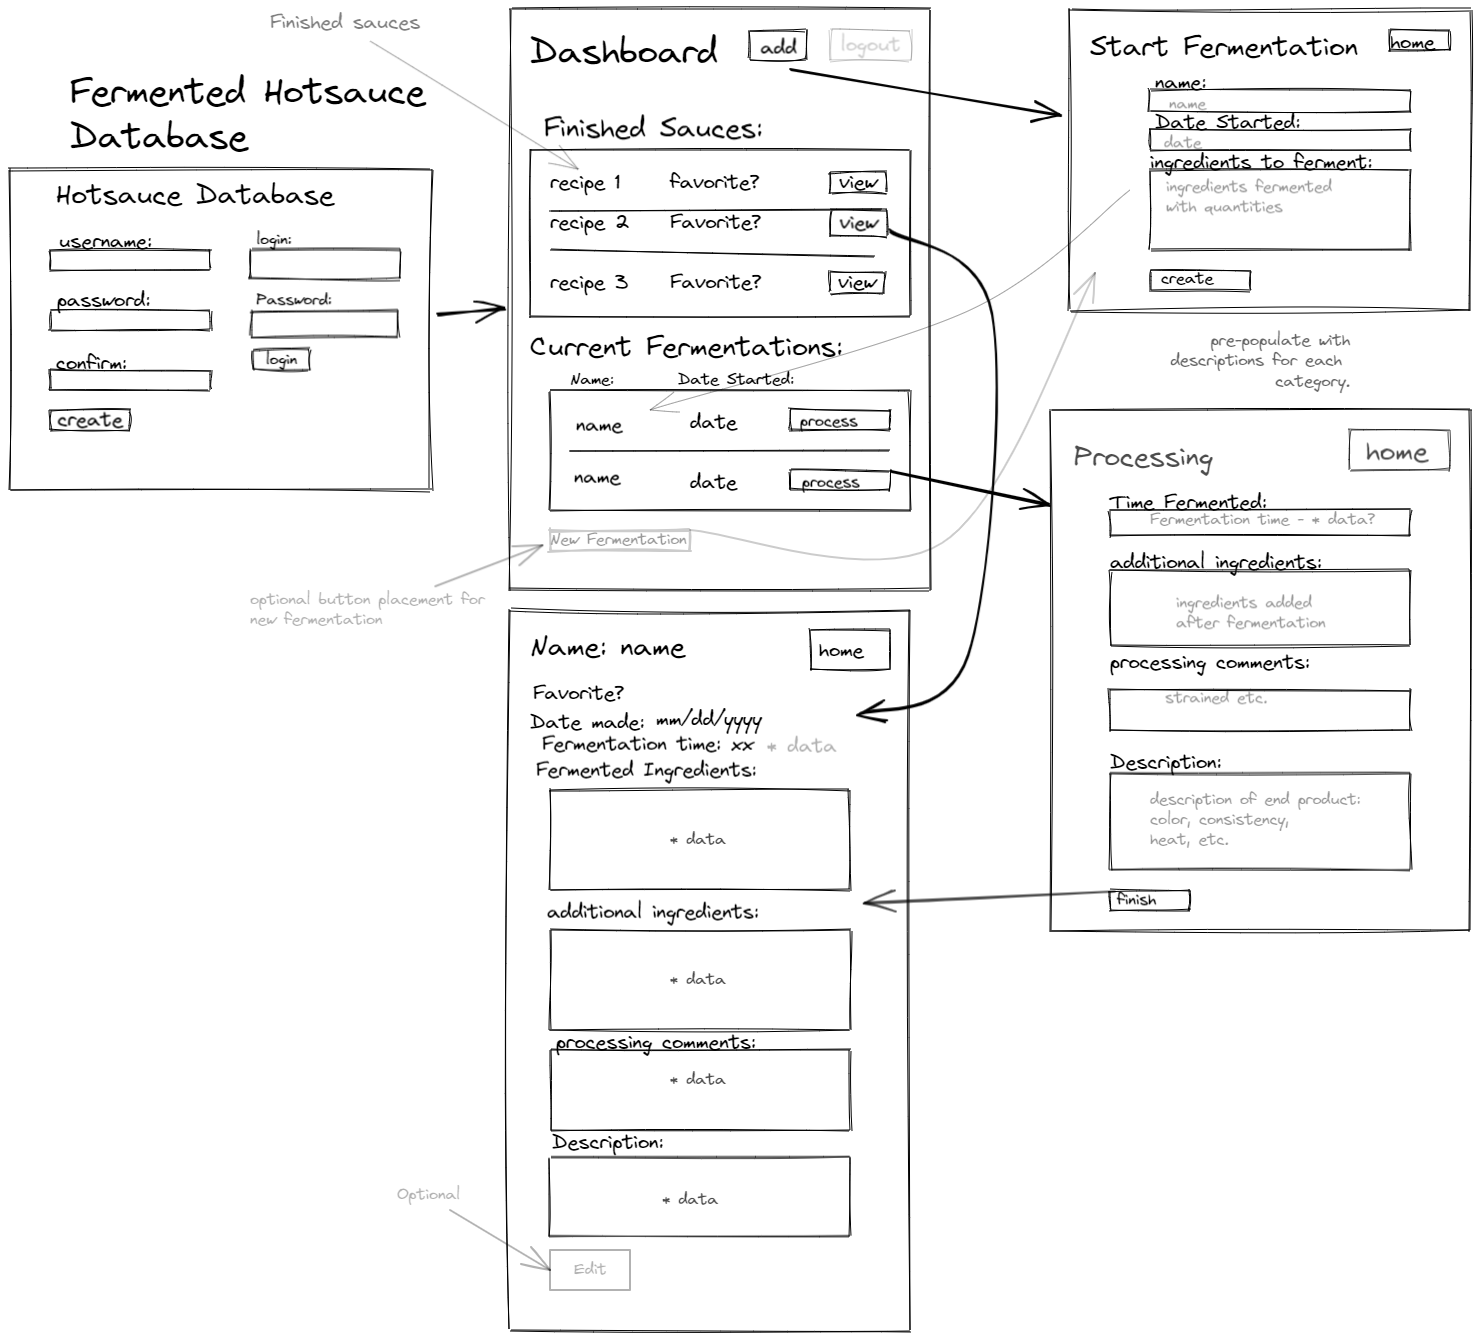 Finished sauces
Fermented Hotsauce
Database
Hotsauce Database
username:
password:
confirm:
create
login:
Password:
login
Dashboard
add
logout
Finished Sauces:
recipe 1 favorite? view
recipe 2 Favorite? view
recipe 3 Favorite? view
Current Fermentations:
Name: Date Started:
name date process
name date process
New Fermentation
optional button placement for
new fermentation
Start Fermentation
home
name:
name
Date Started:
date
ingredients to ferment:
ingredients fermented
with quantities
create
pre-populate with
descriptions for each
category.
Processing
home
Time Fermented:
Fermentation time - * data?
additional ingredients:
ingredients added
after fermentation
processing comments:
strained etc.
Description:
description of end product:
color, consistency,
heat, etc.
finish
Name: name
home
Favorite?
Date made: mm/dd/yyyy
Fermentation time: xx * data
Fermented Ingredients:
* data
additional ingredients:
* data
processing comments:
* data
Description:
* data
Optional
Edit